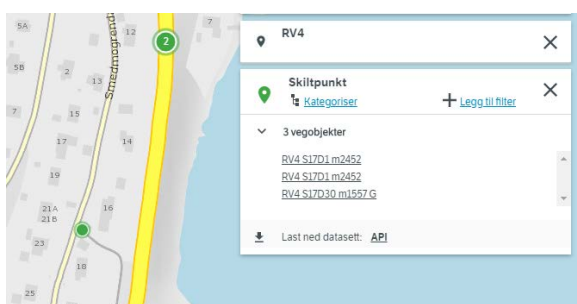 5A
12
7
2
5B
2
13
Smedmogergenda
7
15
17
14
19
21A
21B
16
23
18
25
RV4
Skiltpunkt
Kategoriser
Legg til filter
3 vegobjekter
RV4 S17D1 m2452
RV4 S17D1 m2452
RV4 S17D30 m1557 G
Last ned datasett: API